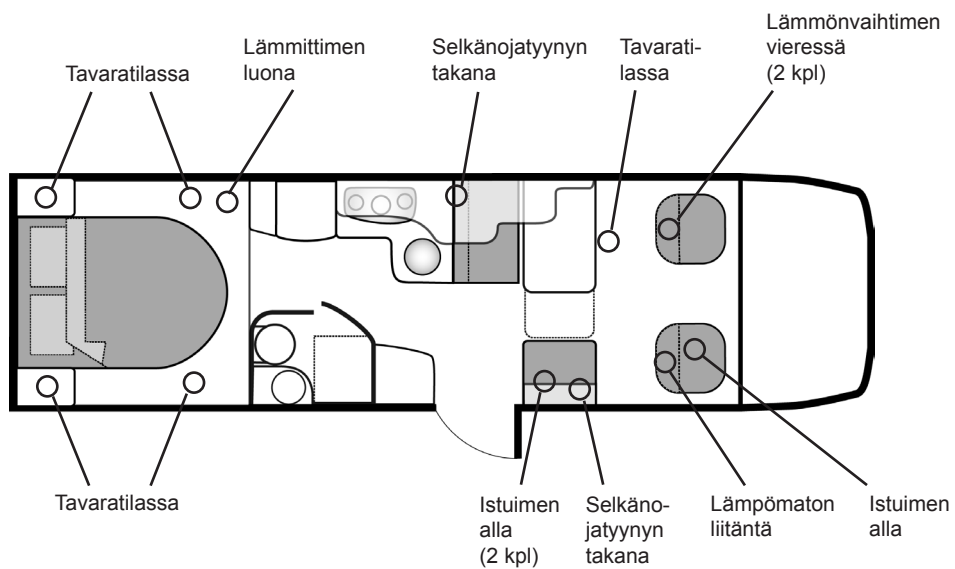 Tavaratilassa
Lämmittimen
luona
Selkänojatyynyn
takana
Tavarati-
lassa
Lämmönvaihtimen
vieressä
(2 kpl)
Tavaratilassa
Istuimen
alla
(2 kpl)
Selkäno-
jatyynyn
takana
Lämpömaton
liitäntä
Istuimen
alla